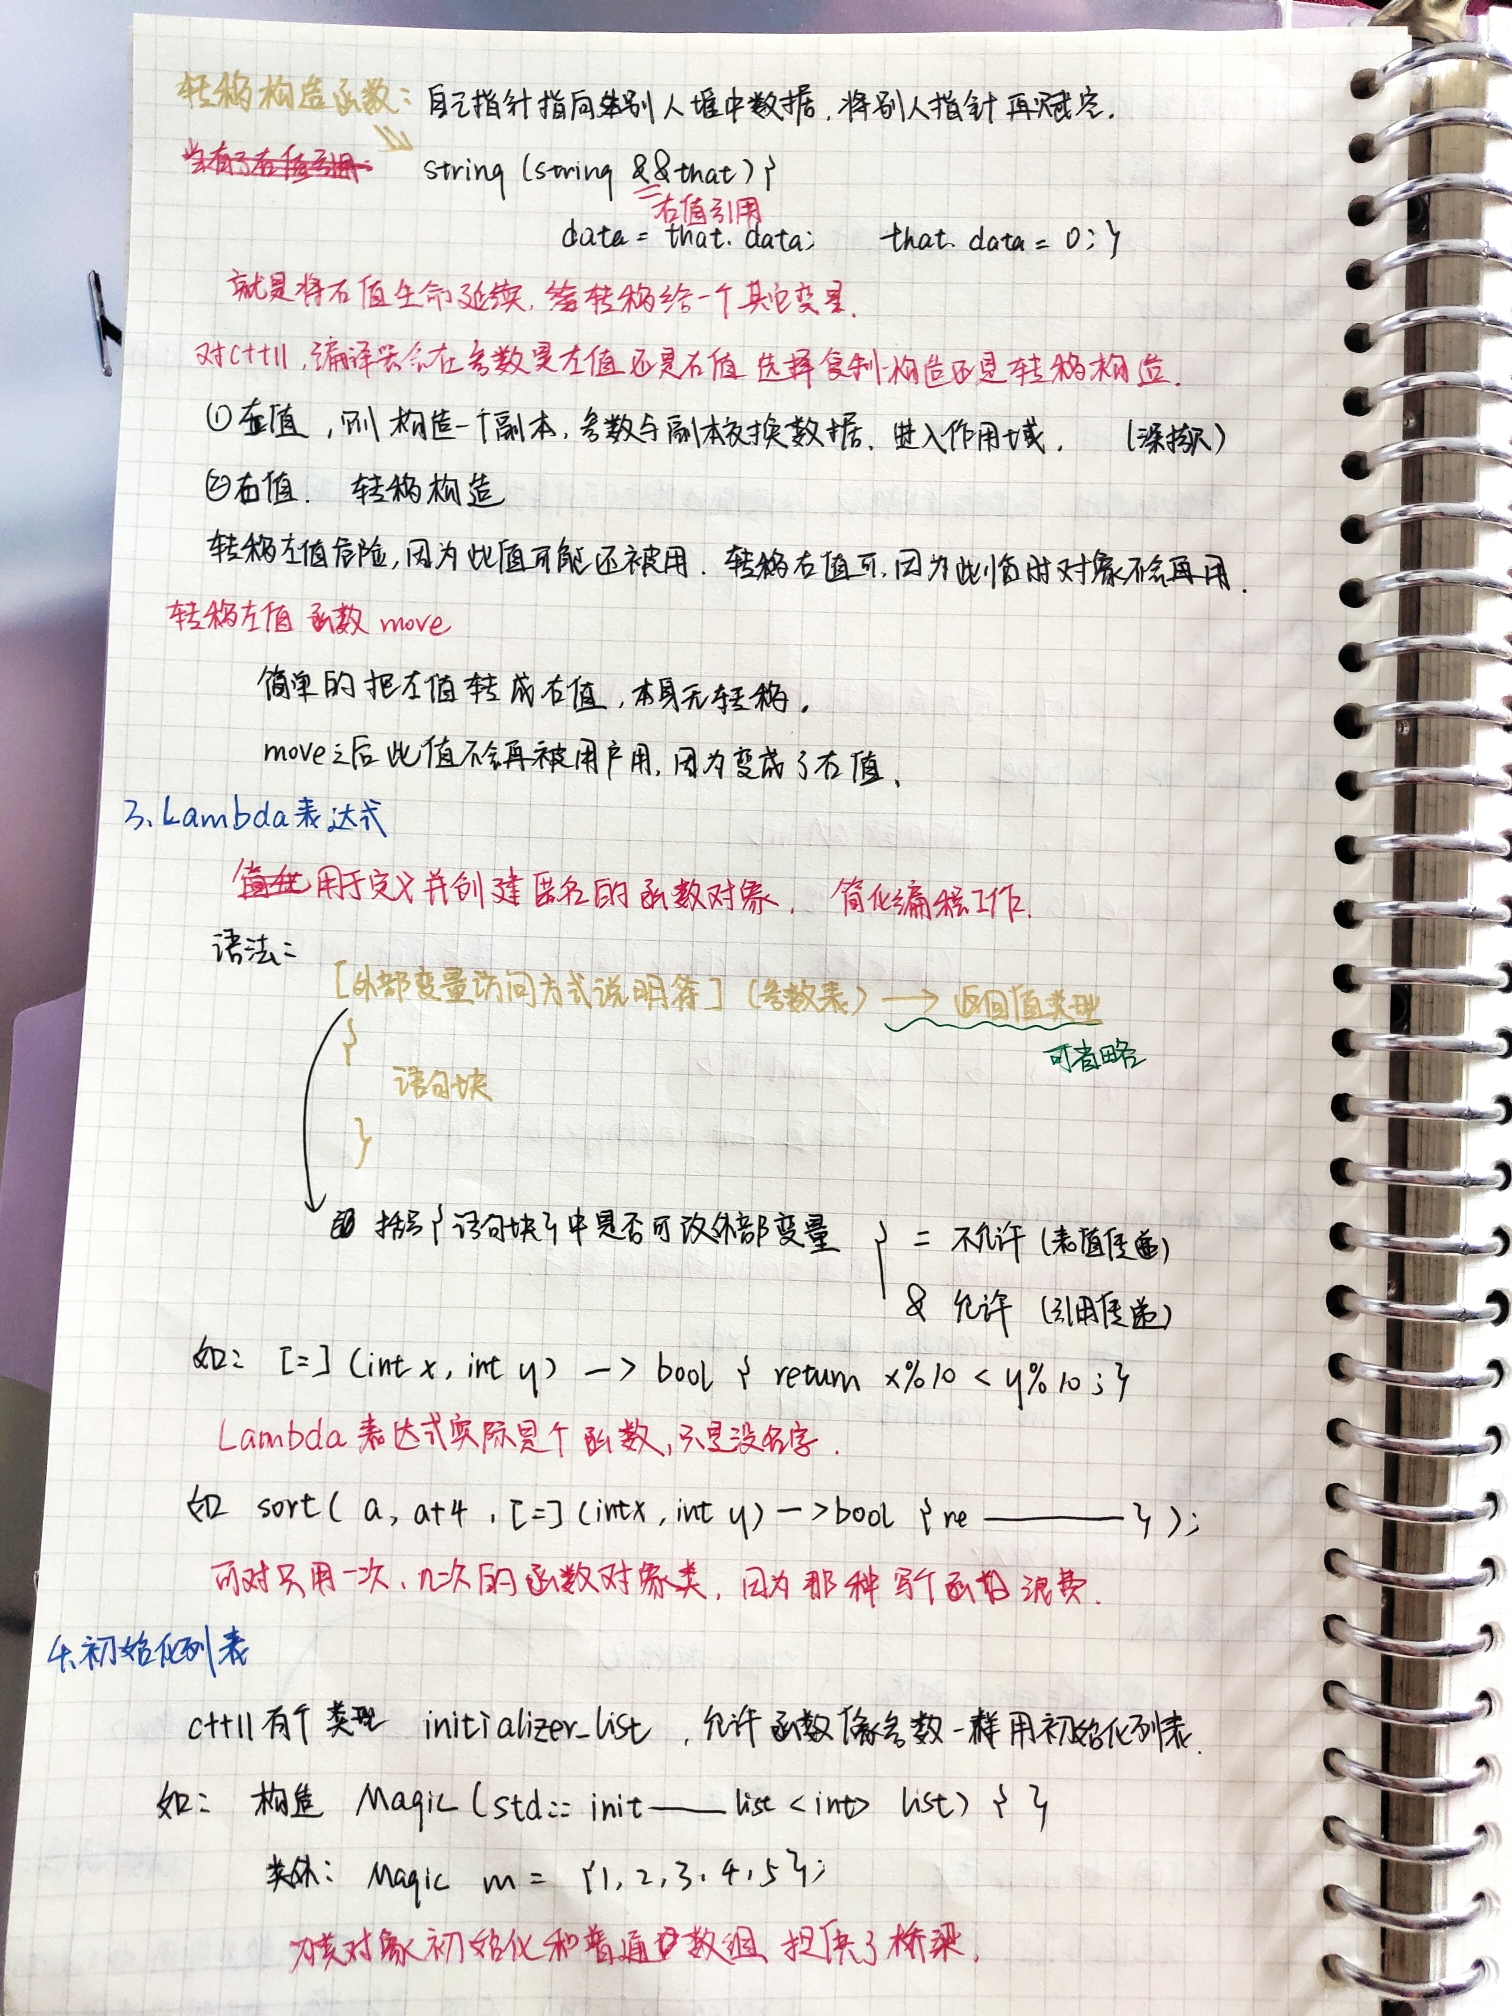 转移构造函数：自己指针指向别人堆中数据，将别人指针再赋空.
string (string &&that) {
右值引用
data = that. data;  that. data = 0; }
就是将右值生命延续，转移给一个其它变量.
对C++11，编译器会在参数是左值还是右值选择复制构造还是转移构造.
① 左值，则构造一个副本，参数与副本交换数据，进入作用域. (深拷贝)
② 右值. 转移构造
转移左值危险，因为此值可能还被用. 转移右值可，因为此临时对象不会再用.
转移左值函数 move
简单的把左值转成右值，本身无转移.
move之后此值不会再被用户用，因为变成了右值.
3、Lambda表达式
用于定义并创建匿名的函数对象， 简化编程工作.
语法：
[外部变量访问方式说明符] (参数表) → 返回值类型
可省略
{
语句块
}
括号{语句块}中是否可改外部变量 { = 不允许 (表值传递)
& 允许 (引用传递)
如： [=] (int x, int y) -> bool { return x%10 < y%10; }
Lambda 表达式实际是个函数，只是没名字.
如 sort( a, a+4 , [=] (int x, int y) -> bool { re —— } );
可对只用一次、几次的函数对象类，因为那种写个函数浪费.
4、初始化列表
C++11有个类型 initializer_list ，允许函数像参数一样用初始化列表.
如： 构造 Magic (std:: init —— list <int> list) { }
类外： Magic m = {1, 2, 3, 4, 5};
为类对象初始化和普通数组提供了桥梁.